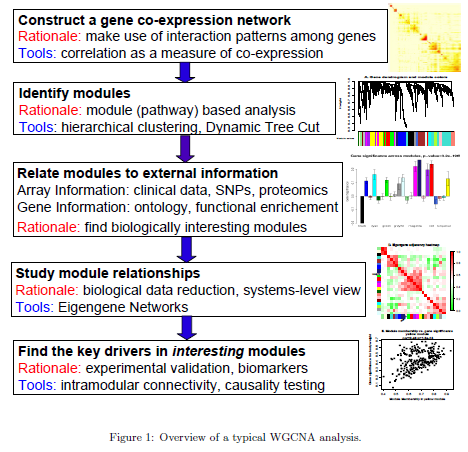 Construct a gene co-expression network
Rationale: make use of interaction patterns among genes
Tools: correlation as a measure of co-expression
Identify modules
Rationale: module (pathway) based analysis
Tools: hierarchical clustering, Dynamic Tree Cut
Relate modules to external information
Array Information: clinical data, SNPs, proteomics
Gene Information: ontology, functional enrichement
Rationale: find biologically interesting modules
Study module relationships
Rationale: biological data reduction, systems-level view
Tools: Eigengene Networks
Find the key drivers in interesting modules
Rationale: experimental validation, biomarkers
Tools: intramodular connectivity, causality testing
Figure 1: Overview of a typical WGCNA analysis.